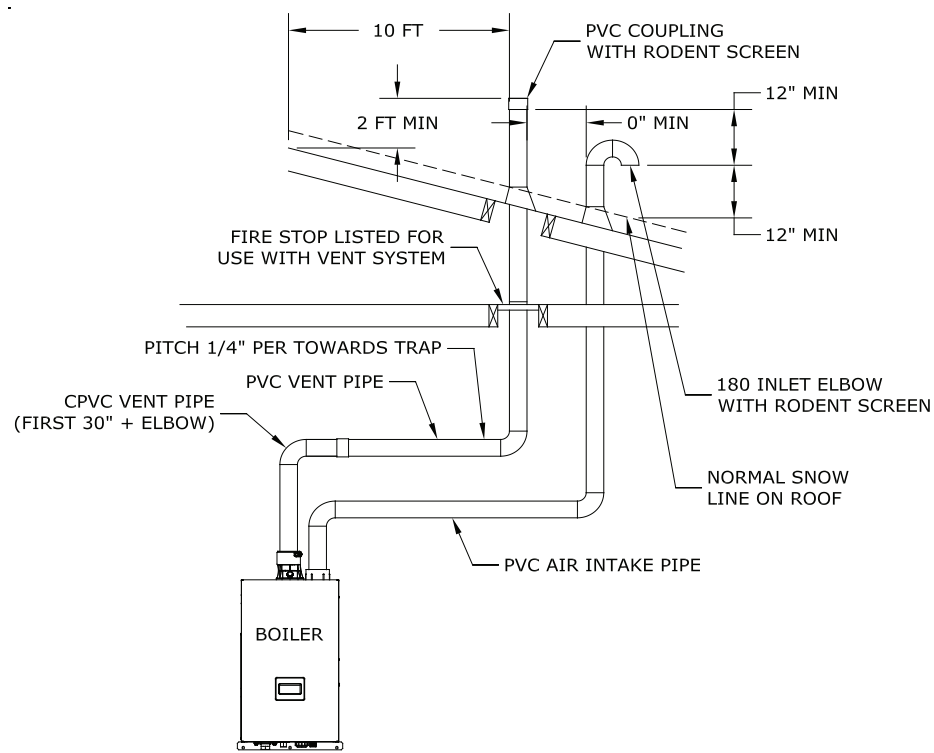 10 FT
PVC COUPLING
WITH RODENT SCREEN
12" MIN
2 FT MIN
0" MIN
12" MIN
FIRE STOP LISTED FOR
USE WITH VENT SYSTEM
PITCH 1/4" PER TOWARDS TRAP
PVC VENT PIPE
180 INLET ELBOW
WITH RODENT SCREEN
CPVC VENT PIPE
(FIRST 30" + ELBOW)
NORMAL SNOW
LINE ON ROOF
PVC AIR INTAKE PIPE
BOILER